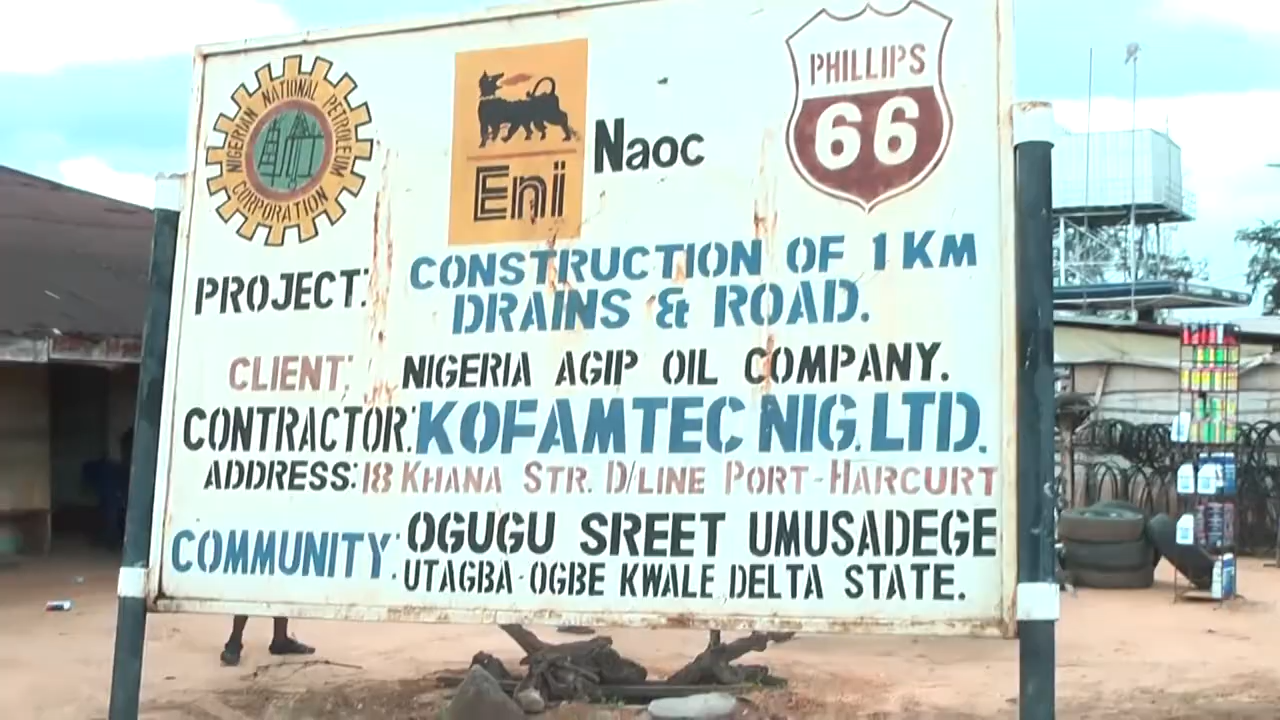 NIGERIAN NATIONAL PETROLEUM CORPORATION
Eni
Naoc
PHILLIPS
66
PROJECT: CONSTRUCTION OF 1KM
DRAINS & ROAD.
CLIENT: NIGERIA AGIP OIL COMPANY.
CONTRACTOR: KOFAMTEC NIG. LTD.
ADDRESS: 18 KHANA STR. D/LINE PORT-HARCURT
COMMUNITY: OGUGU SREET UMUSADEGE
UTAGBA-OGBE KWALE DELTA STATE.